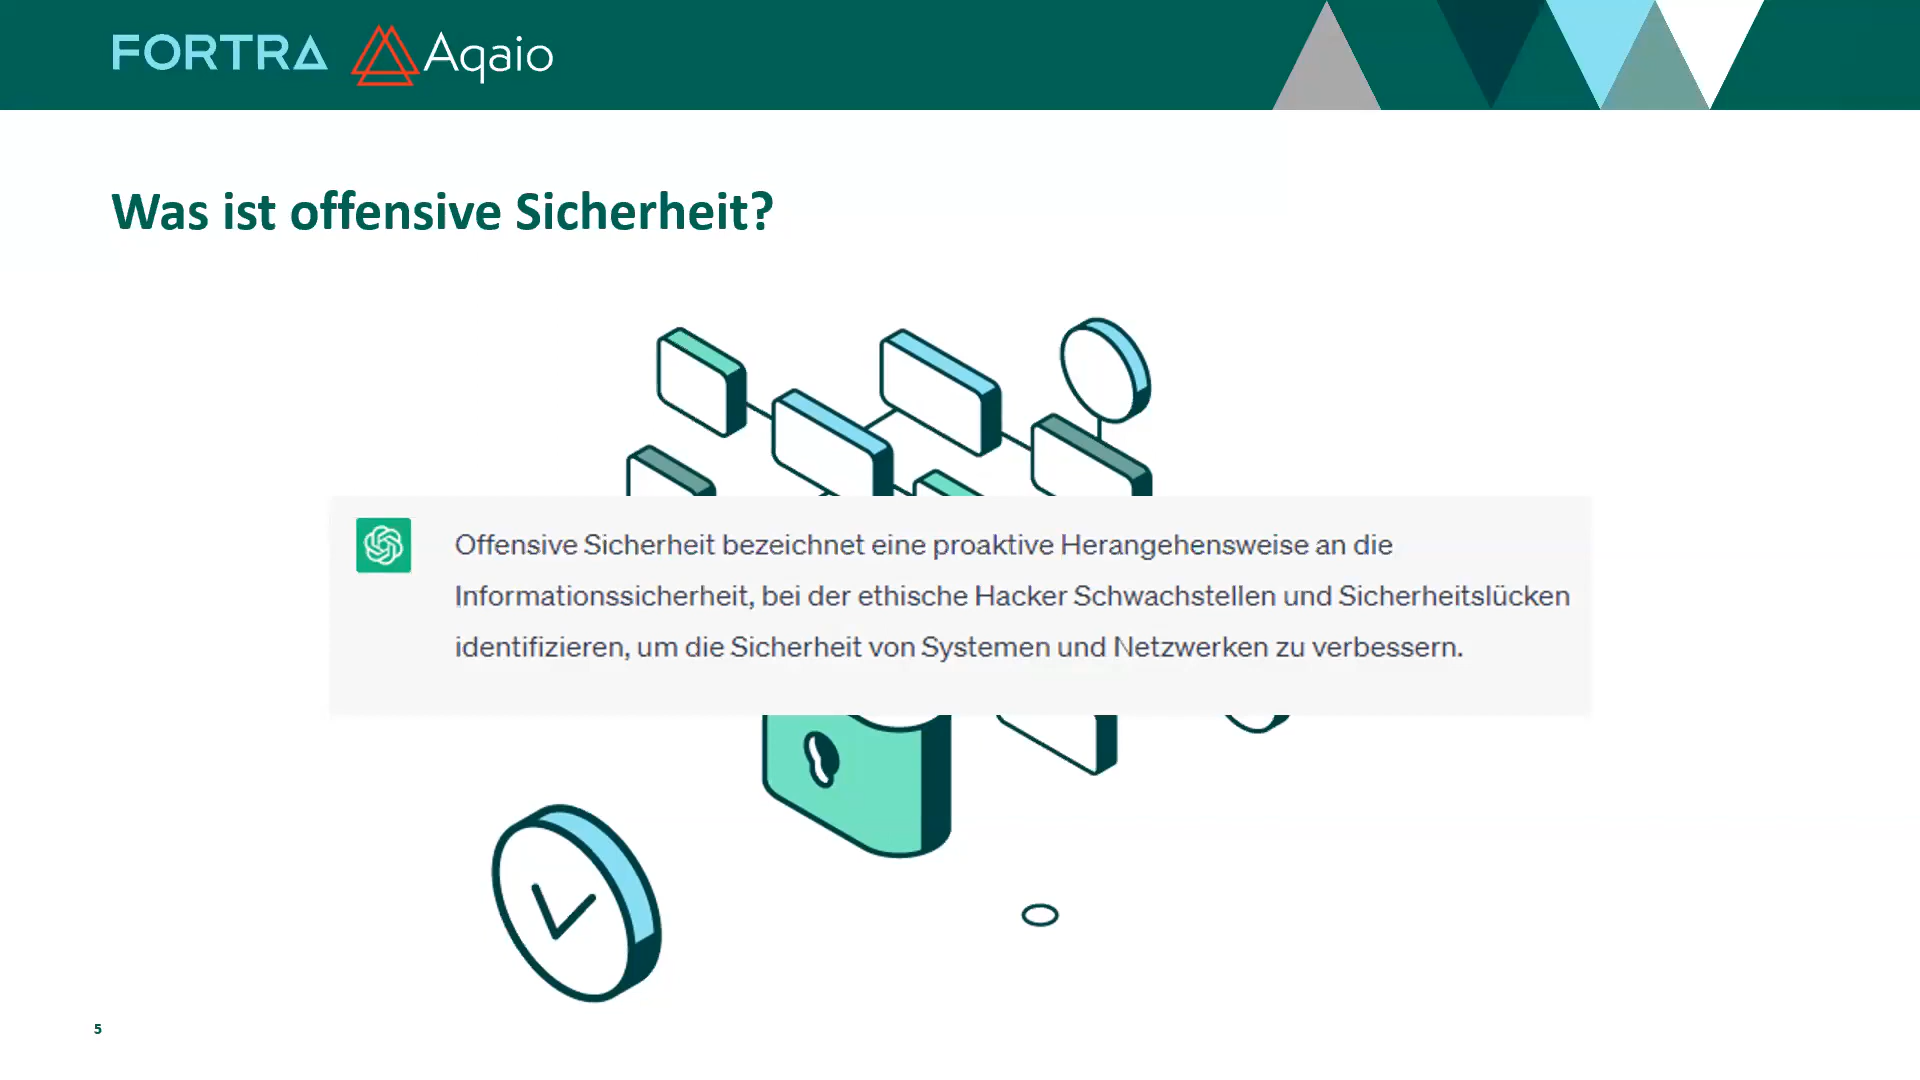 FORTRA Aqaio
Was ist offensive Sicherheit?
Offensive Sicherheit bezeichnet eine proaktive Herangehensweise an die
Informationssicherheit, bei der ethische Hacker Schwachstellen und Sicherheitslücken
identifizieren, um die Sicherheit von Systemen und Netzwerken zu verbessern.
5